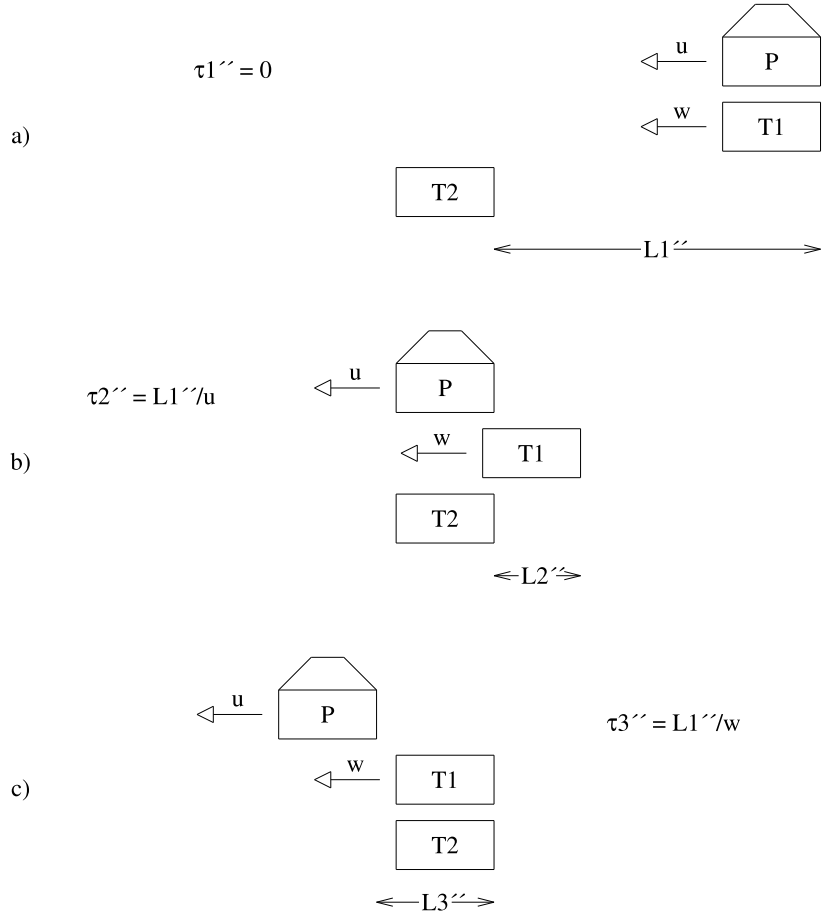 u
P
τ1´´ = 0
w
T1
a)
T2
L1´´
u
P
τ2´´ = L1´´/u
w
T1
b)
T2
L2´´
u
P
τ3´´ = L1´´/w
w
T1
c)
T2
L3´´